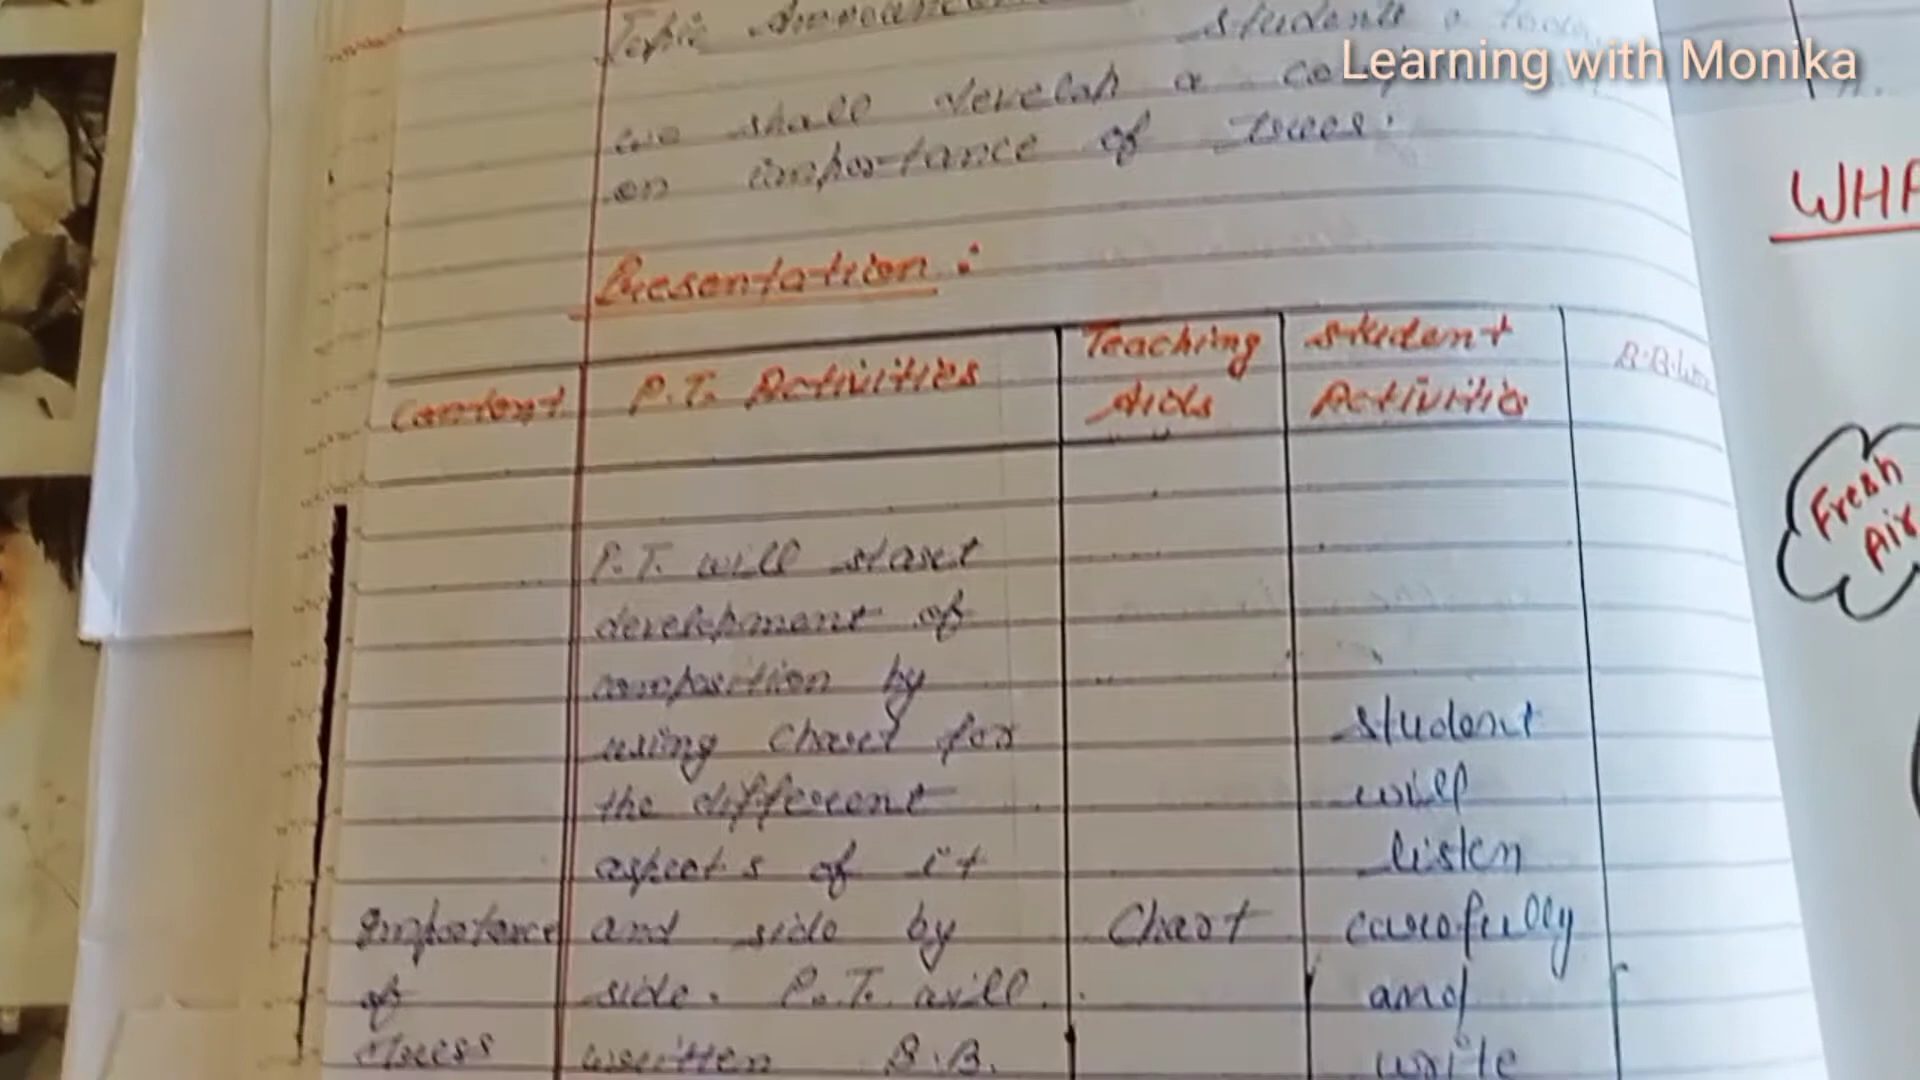 Learning with Monika
Topic Announcement students
we shall develop a
on importance of trees.
WHA
Presentation :
Content
P.T. Activities
Teaching
Aids
Student
Activities
Fresh
Air
P.T. will start
development of
composition by
using Chart for
the different
aspects of it
and side by
side. P.T. will
written B.B.
Importance
of
Trees
Chart
student
will
listen
carefully
and
write